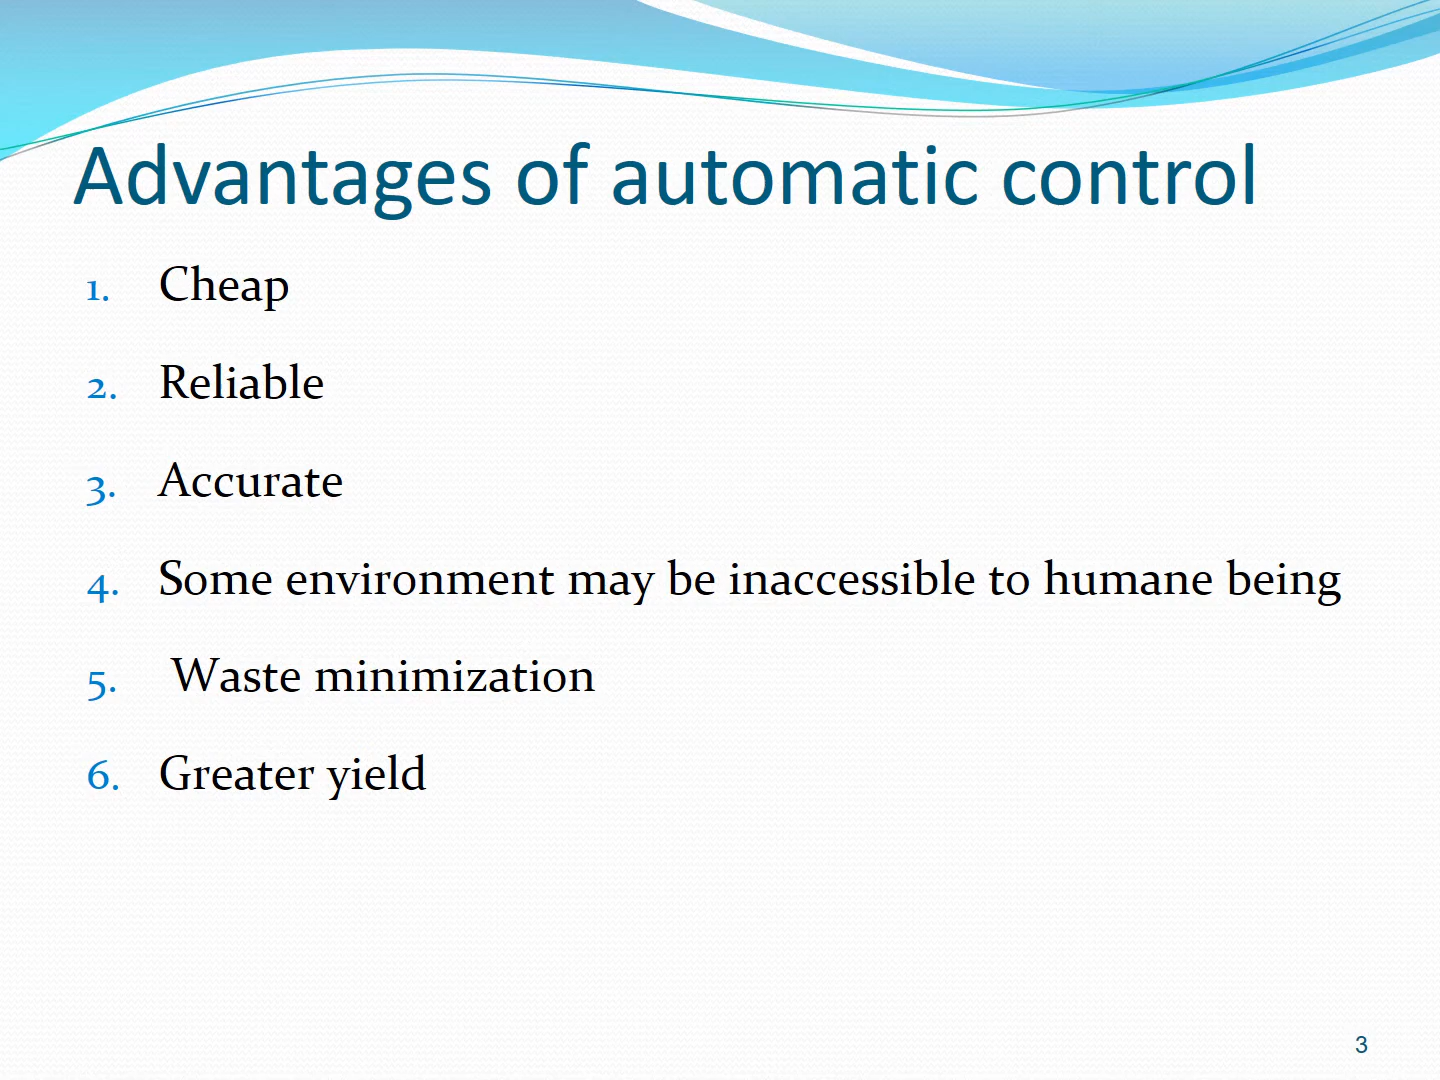 Advantages of automatic control
1. Cheap
2. Reliable
3. Accurate
4. Some environment may be inaccessible to humane being
5. Waste minimization
6. Greater yield
3